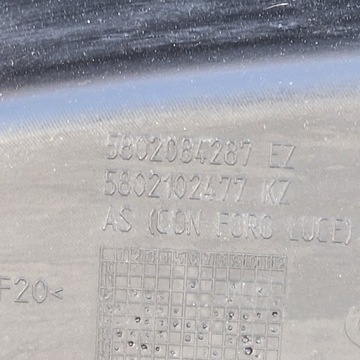 5802084287 EZ
5802102477 KZ
AS (CON FORO LUCE)
F20<